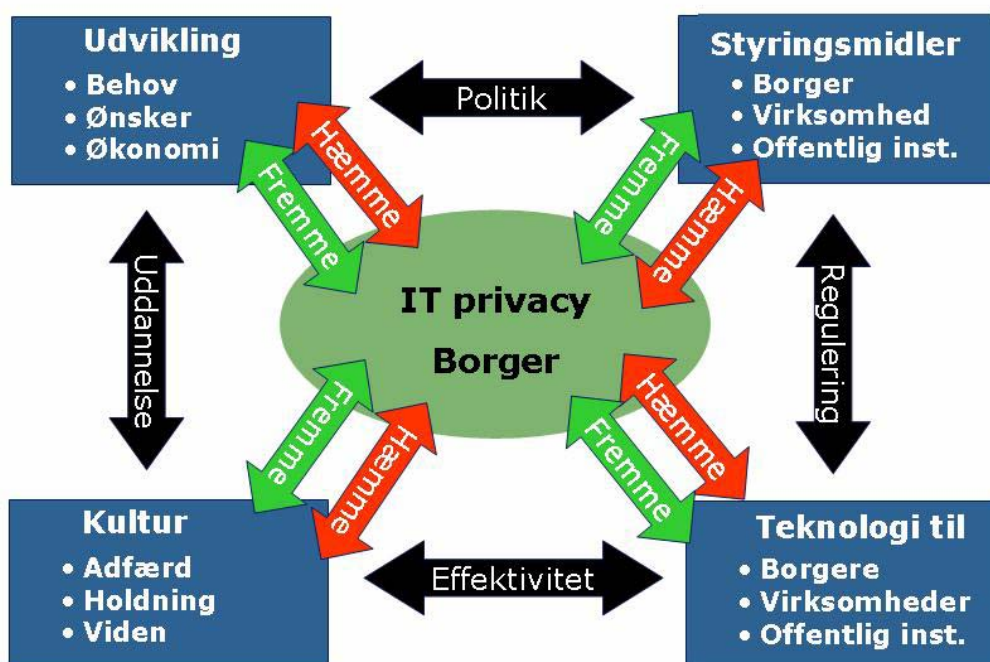 Udvikling
• Behov
• Ønsker
• Økonomi
Politik
Styringsmidler
• Borger
• Virksomhed
• Offentlig inst.
Hæmme
Fremme
Fremme
Hæmme
Uddannelse
IT privacy
Borger
Regulering
Fremme
Hæmme
Hæmme
Fremme
Kultur
• Adfærd
• Holdning
• Viden
Effektivitet
Teknologi til
• Borgere
• Virksomheder
• Offentlig inst.